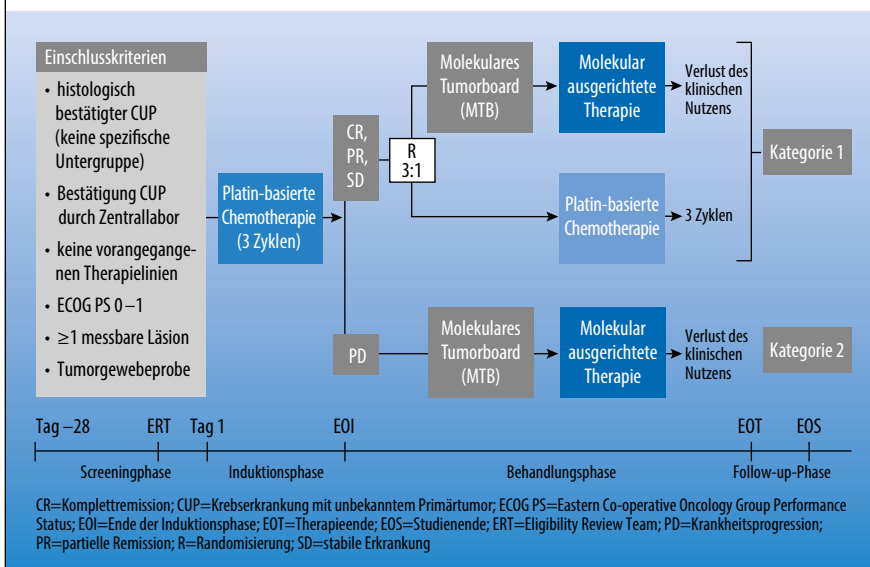 Einschlusskriterien
• histologisch
bestätigter CUP
(keine spezifische
Untergruppe)
• Bestätigung CUP
durch Zentrallabor
• keine vorangegange-
nen Therapielinien
• ECOG PS 0–1
• ≥1 messbare Läsion
• Tumorgewebeprobe
Platin-basierte
Chemotherapie
(3 Zyklen)
CR,
PR,
SD
R
3:1
Molekulares
Tumorboard
(MTB)
Molekular
ausgerichtete
Therapie
Verlust des
klinischen
Nutzens
Platin-basierte
Chemotherapie
3 Zyklen
Kategorie 1
PD
Molekulares
Tumorboard
(MTB)
Molekular
ausgerichtete
Therapie
Verlust des
klinischen
Nutzens
Kategorie 2
Tag –28 ERT Tag 1 EOI EOT EOS
Screeningphase Induktionsphase Behandlungsphase Follow-up-Phase
CR=Komplettremission; CUP=Krebserkrankung mit unbekanntem Primärtumor; ECOG PS=Eastern Co-operative Oncology Group Performance
Status; EOI=Ende der Induktionsphase; EOT=Therapieende; EOS=Studienende; ERT=Eligibility Review Team; PD=Krankheitsprogression;
PR=partielle Remission; R=Randomisierung; SD=stabile Erkrankung